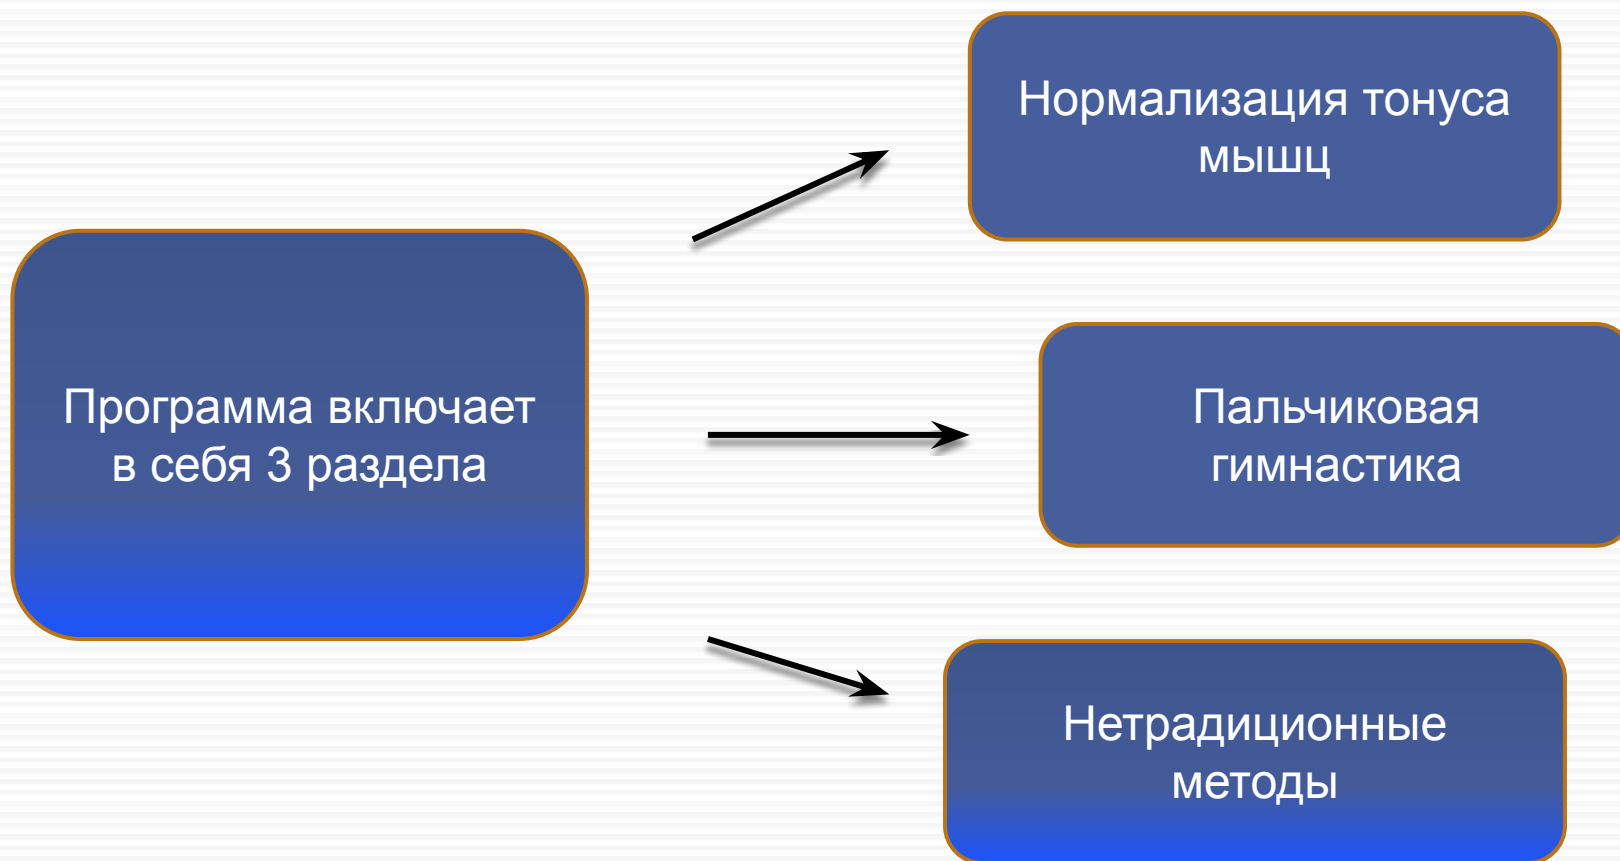 Программа включает
в себя 3 раздела
Нормализация тонуса
мышц
Пальчиковая
гимнастика
Нетрадиционные
методы